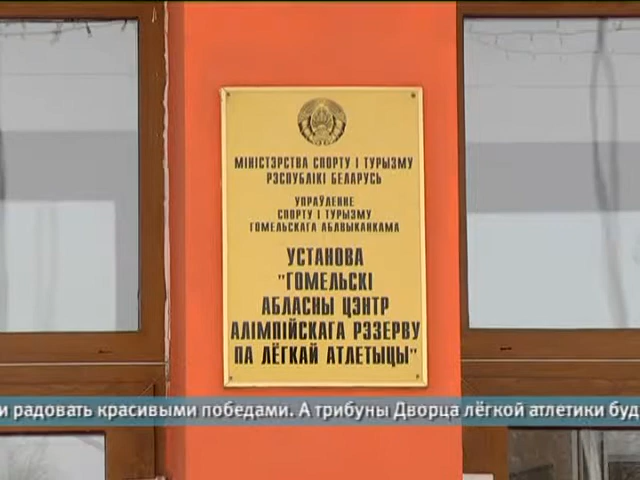 МІНІСТЭРСТВА СПОРТУ І ТУРЫЗМУ
РЭСПУБЛІКІ БЕЛАРУСЬ
УПРАЎЛЕННЕ
СПОРТУ І ТУРЫЗМУ
ГОМЕЛЬСКАГА АБЛВЫКАНКАМА
УСТАНОВА
"ГОМЕЛЬСКІ
АБЛАСНЫ ЦЭНТР
АЛІМПІЙСКАГА РЭЗЕРВУ
ПА ЛЁГКАЙ АТЛЕТЫЦЫ"
и радовать красивыми победами. А трибуны Дворца лёгкой атлетики буд